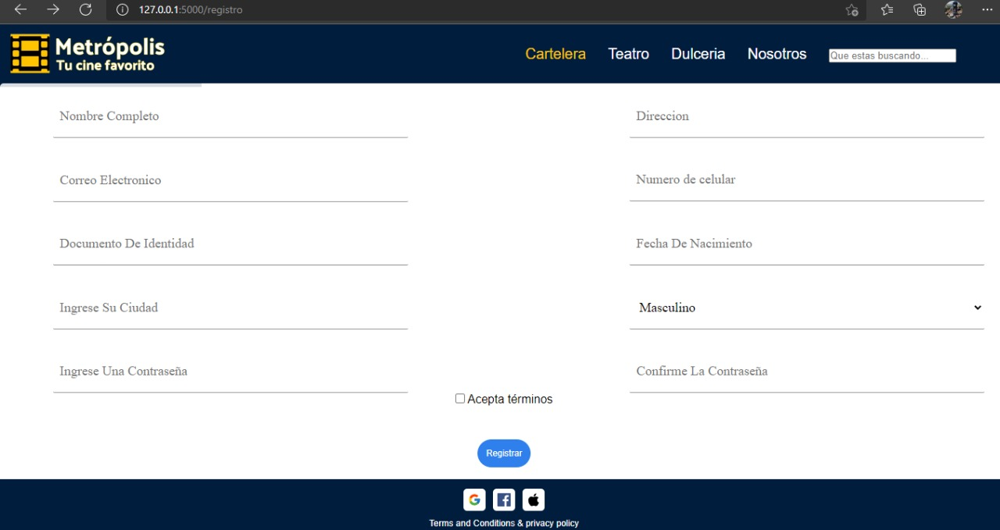 127.0.0.1:5000/registro
Metrópolis
Tu cine favorito
Cartelera Teatro Dulceria Nosotros Que estas buscando...
Nombre Completo Direccion
Correo Electronico Numero de celular
Documento De Identidad Fecha De Nacimiento
Ingrese Su Ciudad Masculino
Ingrese Una Contraseña Confirme La Contraseña
Acepta términos
Registrar
Terms and Conditions & privacy policy